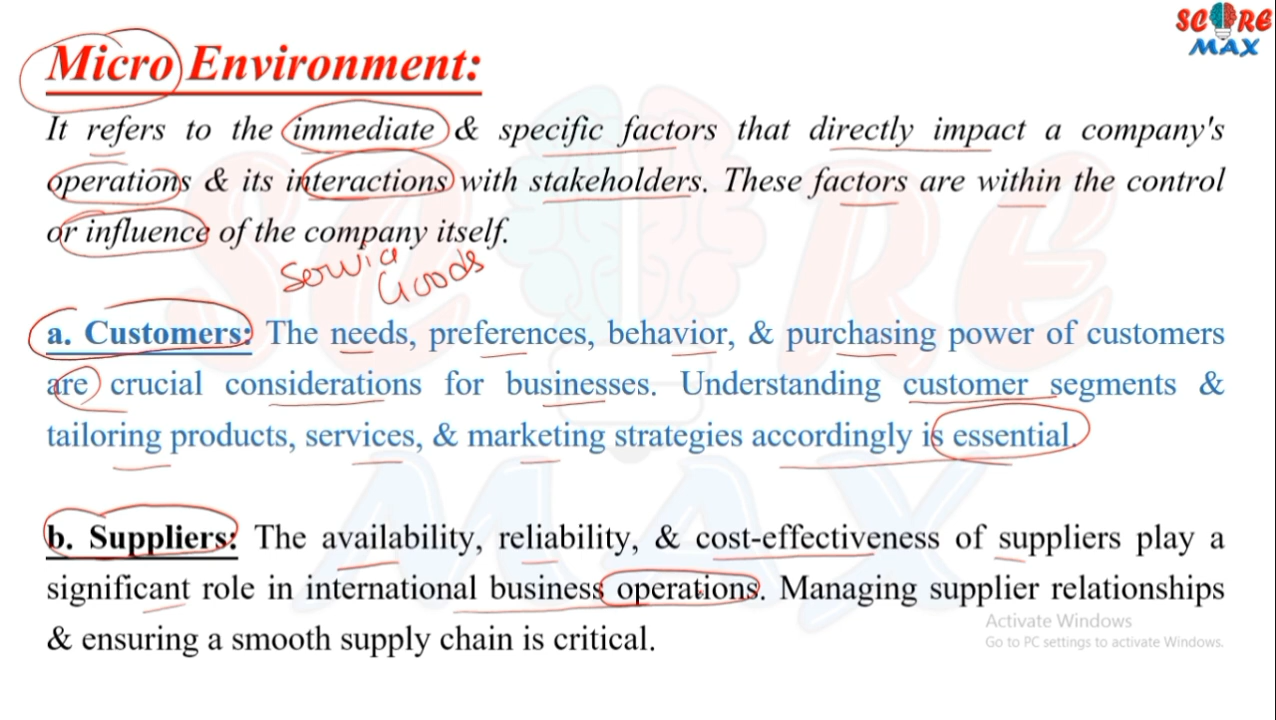 SCORE
MAX
Micro Environment:
It refers to the immediate & specific factors that directly impact a company's
operations & its interactions with stakeholders. These factors are within the control
or influence of the company itself.
Service
Goods
a. Customers: The needs, preferences, behavior, & purchasing power of customers
are crucial considerations for businesses. Understanding customer segments &
tailoring products, services, & marketing strategies accordingly is essential.
b. Suppliers: The availability, reliability, & cost-effectiveness of suppliers play a
significant role in international business operations. Managing supplier relationships
& ensuring a smooth supply chain is critical.
Activate Windows
Go to PC settings to activate Windows.
SCORE
MAX